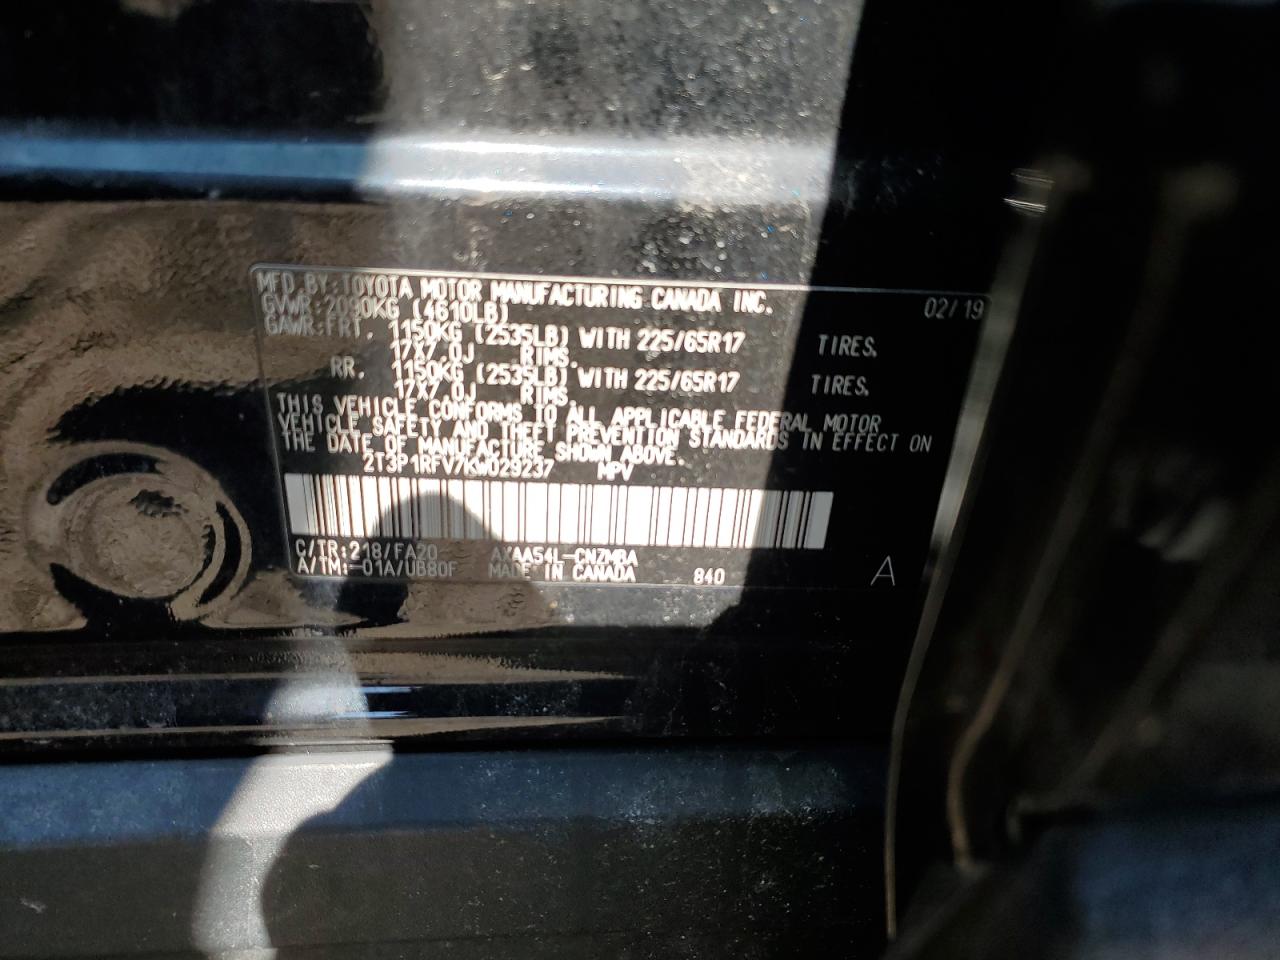 MFD BY: TOYOTA MOTOR MANUFACTURING CANADA INC. 02/19
GVWR: 2090KG (4610LB)
GAWR: FRT. 1150KG (2535LB) WITH 225/65R17 TIRES.
17X7.0J RIMS.
RR. 1150KG (2535LB) WITH 225/65R17 TIRES.
17X7.0J RIMS.
THIS VEHICLE CONFORMS TO ALL APPLICABLE FEDERAL MOTOR
VEHICLE SAFETY AND THEFT PREVENTION STANDARDS IN EFFECT ON
THE DATE OF MANUFACTURE SHOWN ABOVE.
2T3P1RFV7KW029237 MPV
C/TR: 218/FA20 AXAA54L-CNZMBA
A/TM: -01A/UB80F MADE IN CANADA 840 A